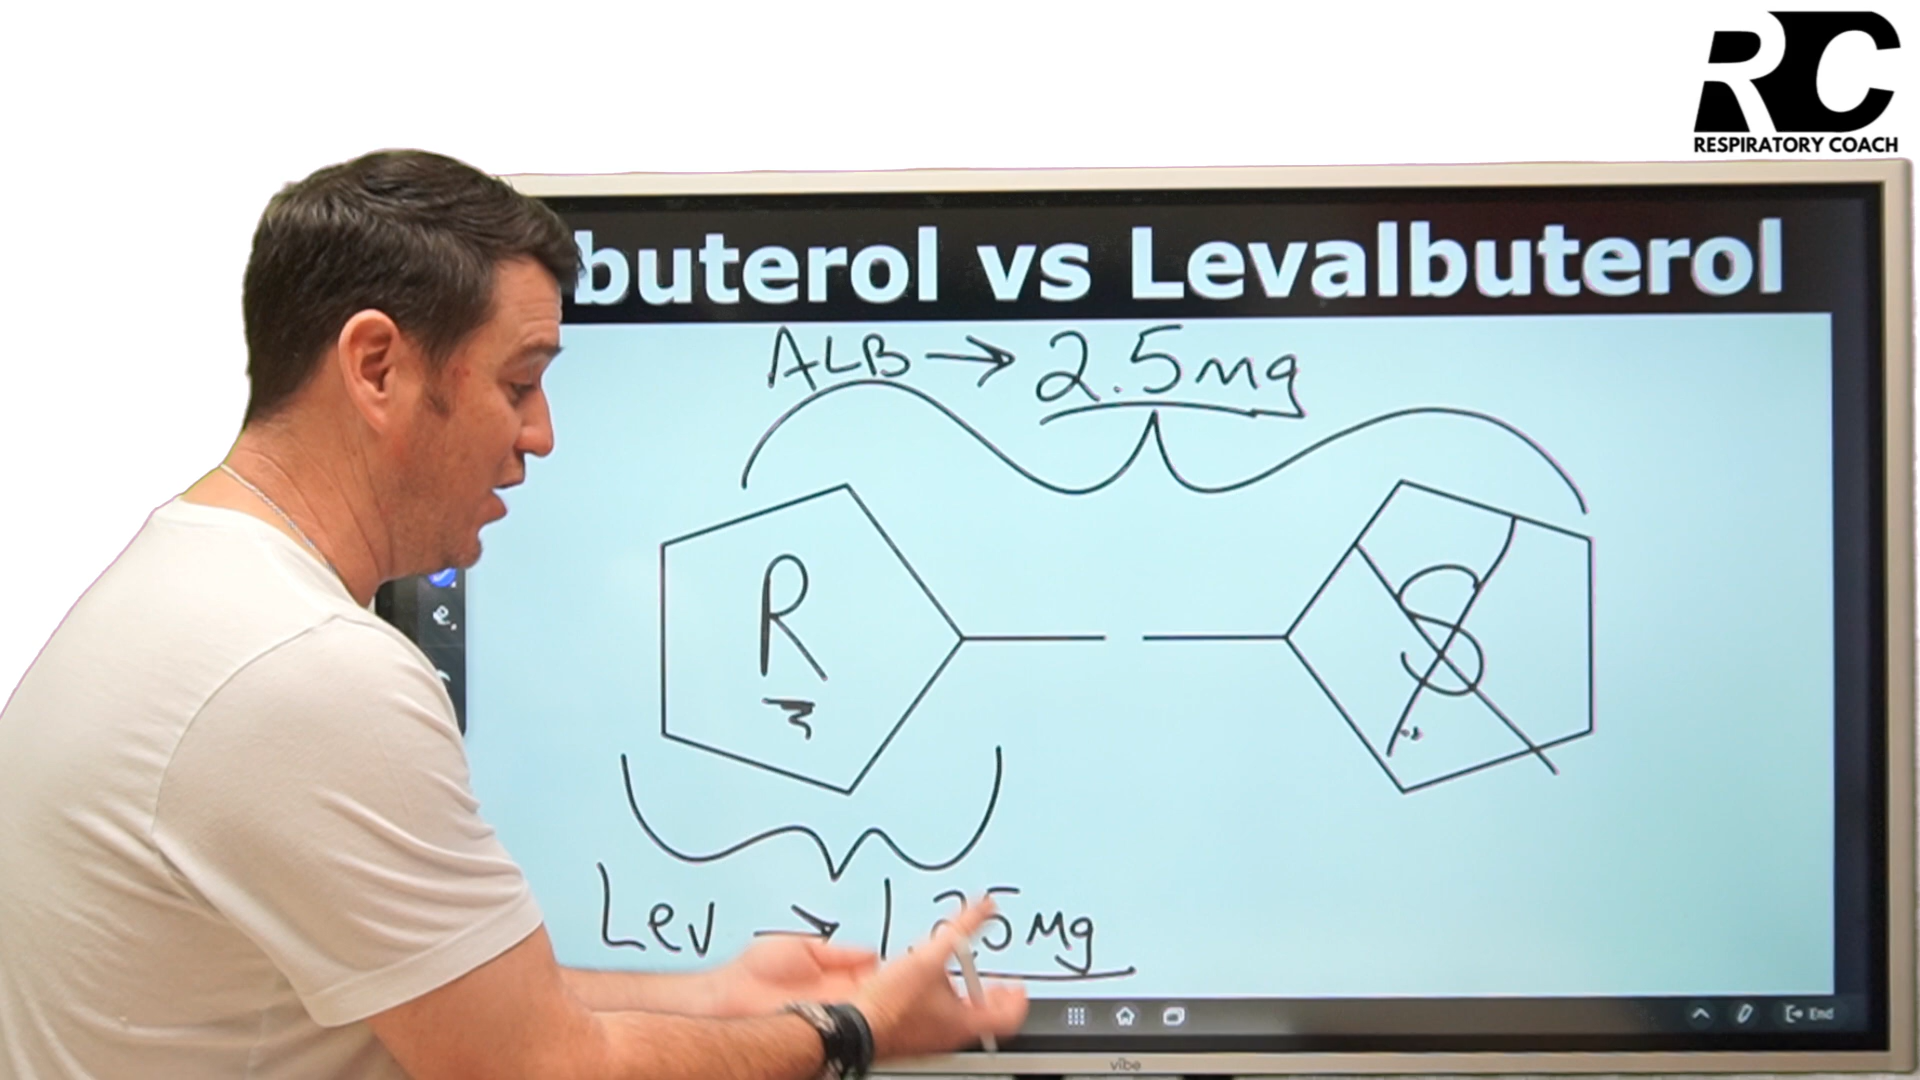 RC
RESPIRATORY COACH
buterol vs Levalbuterol
ALB → 2.5mg
R
S
e.
Lev → 1.25mg
End
vibe